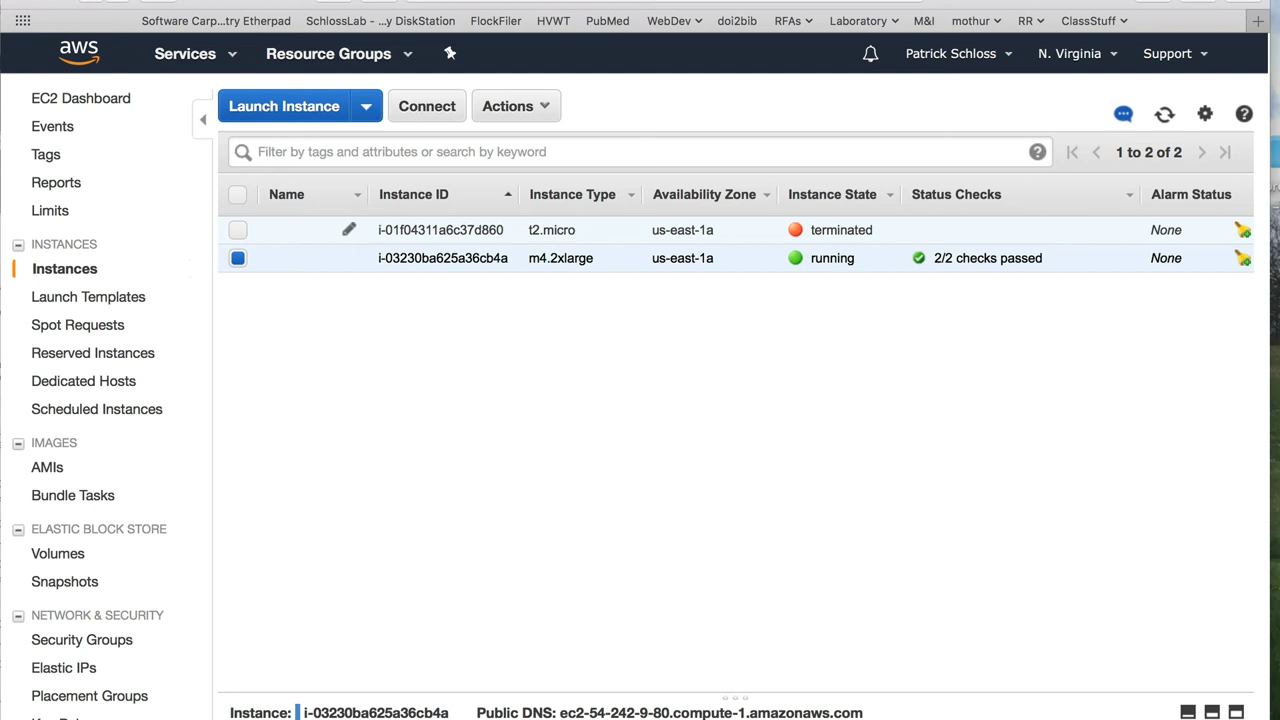 Software Carp...try Etherpad SchlossLab - ...y DiskStation FlockFiler HVWT PubMed WebDev doi2bib RFAs Laboratory M&I mothur RR ClassStuff
aws Services Resource Groups Patrick Schloss N. Virginia Support
EC2 Dashboard
Events
Tags
Reports
Limits
INSTANCES
Instances
Launch Templates
Spot Requests
Reserved Instances
Dedicated Hosts
Scheduled Instances
IMAGES
AMIs
Bundle Tasks
ELASTIC BLOCK STORE
Volumes
Snapshots
NETWORK & SECURITY
Security Groups
Elastic IPs
Placement Groups
Launch Instance Connect Actions
Filter by tags and attributes or search by keyword 1 to 2 of 2
Name Instance ID Instance Type Availability Zone Instance State Status Checks Alarm Status
i-01f04311a6c37d860 t2.micro us-east-1a terminated None
i-03230ba625a36cb4a m4.2xlarge us-east-1a running 2/2 checks passed None
Instance: i-03230ba625a36cb4a Public DNS: ec2-54-242-9-80.compute-1.amazonaws.com